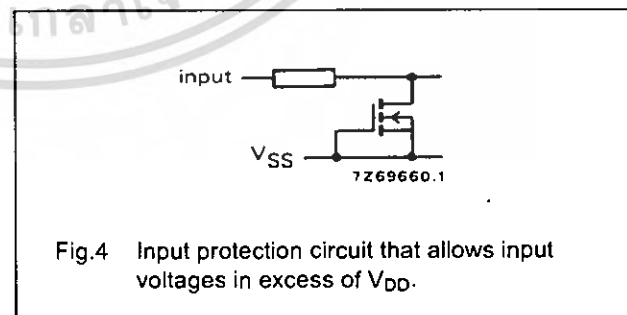 input
VSS
7Z69660.1
Fig.4 Input protection circuit that allows input
voltages in excess of VDD.